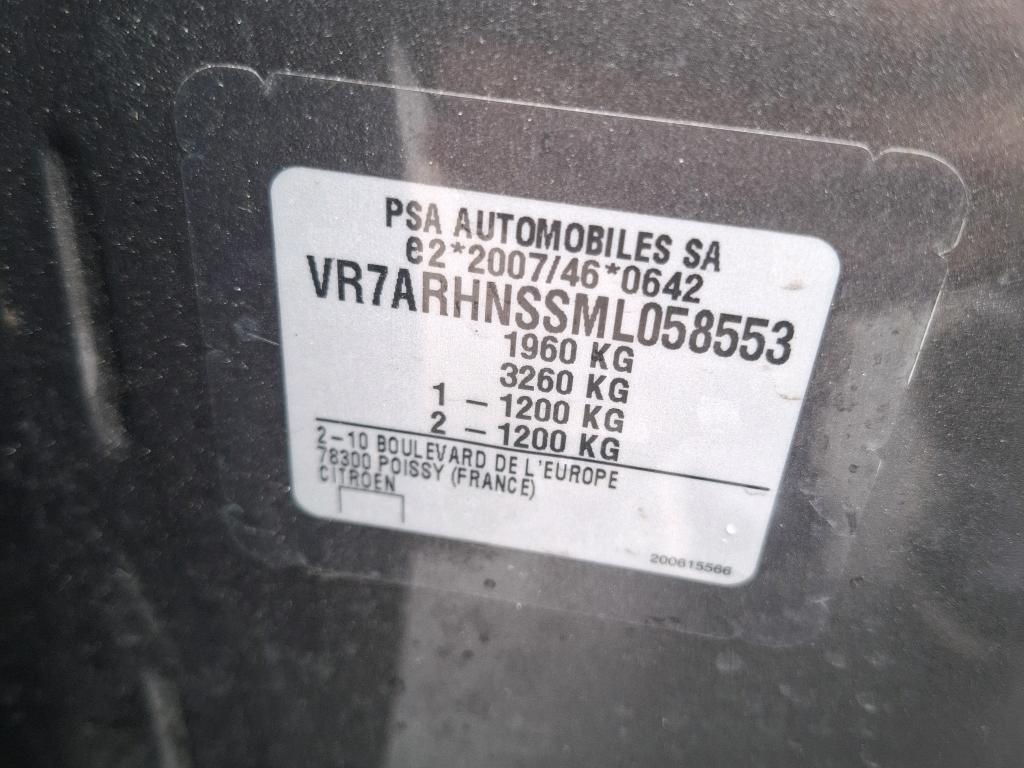 PSA AUTOMOBILES SA
e2*2007/46*0642
VR7ARHNSSML058553
1960 KG
3260 KG
1 - 1200 KG
2 - 1200 KG
2-10 BOULEVARD DE L'EUROPE
78300 POISSY (FRANCE)
CITROEN
200615566